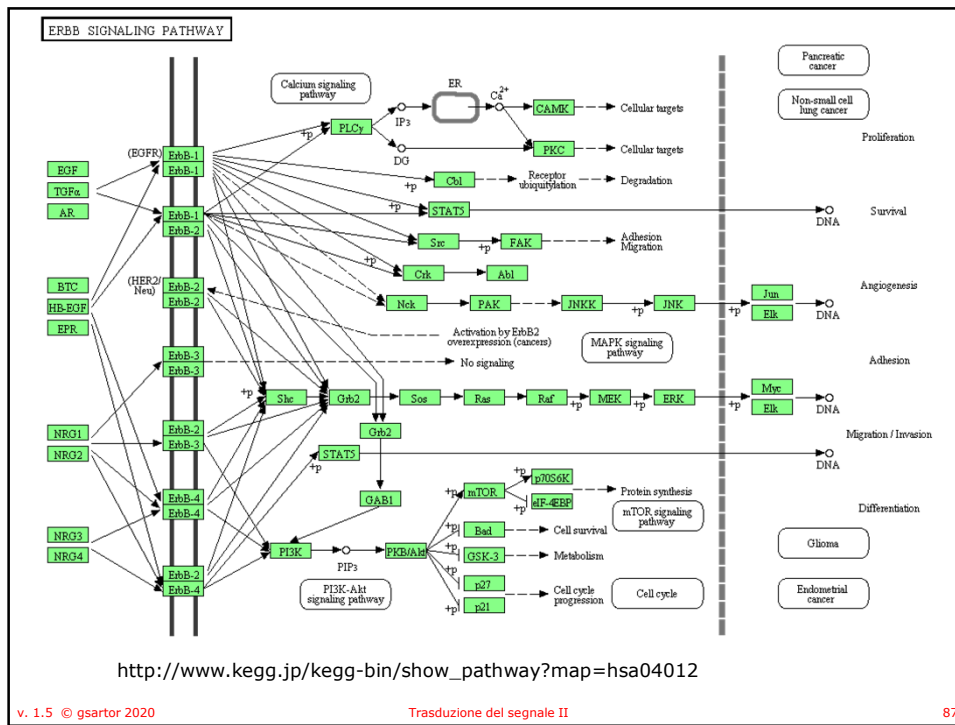 ERBB SIGNALING PATHWAY
Calcium signaling
pathway
ER
Ca2+
IP3
CAMK
Cellular targets
PLCγ
+p
DG
PKC
Cellular targets
Pancreatic
cancer
Non-small cell
lung cancer
Proliferation
(EGFR)
ErbB-1
ErbB-1
EGF
TGFα
AR
ErbB-1
ErbB-2
+p
Cbl
Receptor
ubiquitylation
Degradation
+p
STAT5
DNA
Survival
Src
+p
FAK
Adhesion
Migration
+p
Crk
Abl
BTC
HB-EGF
EPR
(HER2/
Neu)
ErbB-2
ErbB-2
Nck
PAK
JNKK
+p
JNK
+p
Jun
Elk
DNA
Angiogenesis
Activation by ErbB2
overexpression (cancers)
MAPK signaling
pathway
ErbB-3
ErbB-3
No signaling
Adhesion
+p
Shc
Grb2
Sos
Ras
Raf
+p
MEK
+p
ERK
+p
Myc
Elk
DNA
NRG1
NRG2
ErbB-2
ErbB-3
Grb2
Migration / Invasion
STAT5
+p
DNA
ErbB-4
ErbB-4
GAB1
+p
mTOR
+p
p70S6K
+p
eIF-4EBP
Protein synthesis
mTOR signaling
pathway
Differentiation
NRG3
NRG4
PI3K
PIP3
PKB/Akt
+p
Bad
Cell survival
+p
GSK-3
Metabolism
Glioma
ErbB-2
ErbB-4
PI3K-Akt
signaling pathway
+p
p27
+p
p21
Cell cycle
progression
Cell cycle
Endometrial
cancer
http://www.kegg.jp/kegg-bin/show_pathway?map=hsa04012
v. 1.5 © gsartor 2020
Trasduzione del segnale II
87